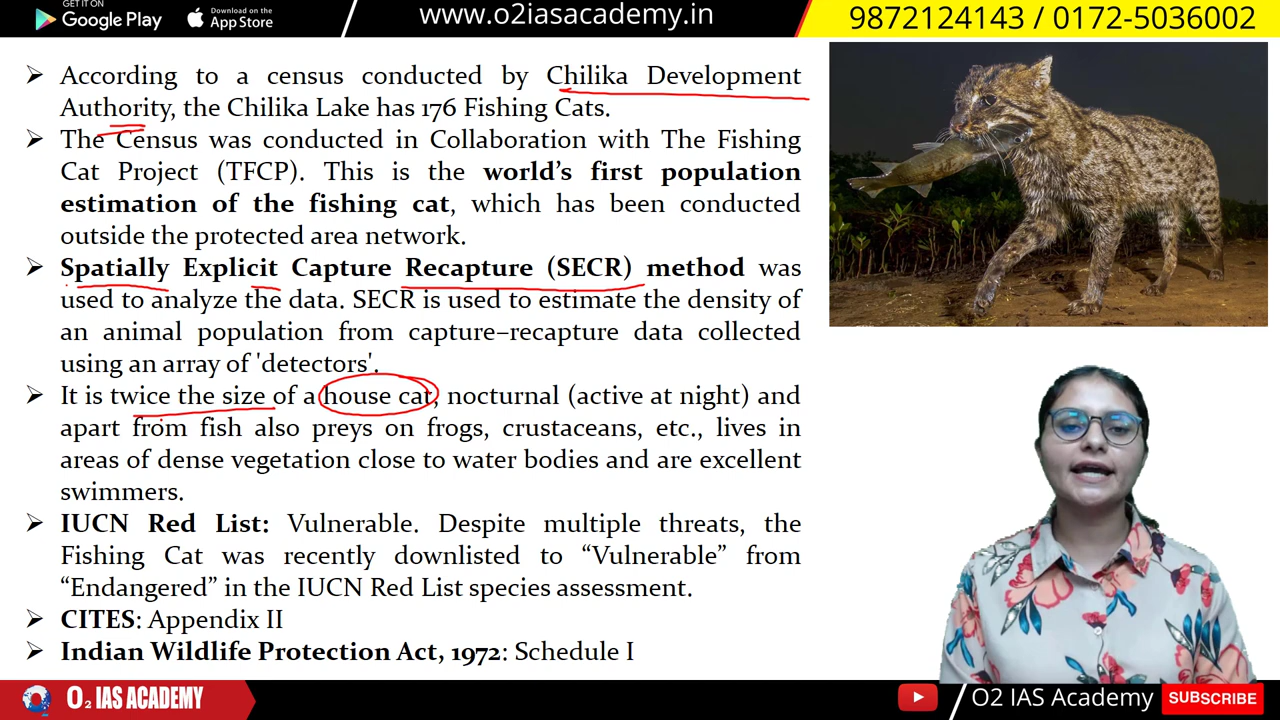 GET IT ON
Google Play
Download on the
App Store
www.o2iasacademy.in
9872124143 / 0172-5036002
➢ According to a census conducted by Chilika Development
Authority, the Chilika Lake has 176 Fishing Cats.
➢ The Census was conducted in Collaboration with The Fishing
Cat Project (TFCP). This is the world’s first population
estimation of the fishing cat, which has been conducted
outside the protected area network.
➢ Spatially Explicit Capture Recapture (SECR) method was
used to analyze the data. SECR is used to estimate the density of
an animal population from capture–recapture data collected
using an array of 'detectors'.
➢ It is twice the size of a house cat, nocturnal (active at night) and
apart from fish also preys on frogs, crustaceans, etc., lives in
areas of dense vegetation close to water bodies and are excellent
swimmers.
➢ IUCN Red List: Vulnerable. Despite multiple threats, the
Fishing Cat was recently downlisted to “Vulnerable” from
“Endangered” in the IUCN Red List species assessment.
➢ CITES: Appendix II
➢ Indian Wildlife Protection Act, 1972: Schedule I
O₂ IAS ACADEMY
O2 IAS Academy
SUBSCRIBE